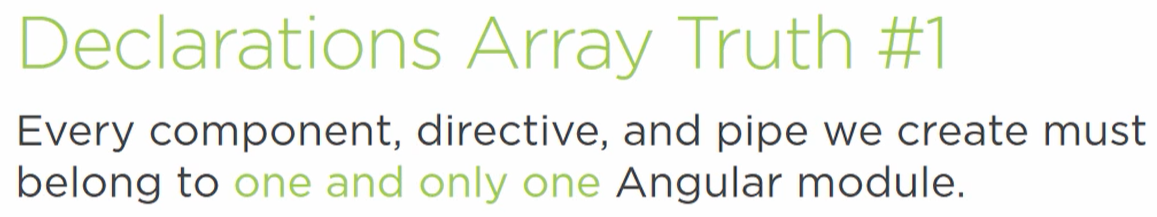 Declarations Array Truth #1
Every component, directive, and pipe we create must
belong to one and only one Angular module.